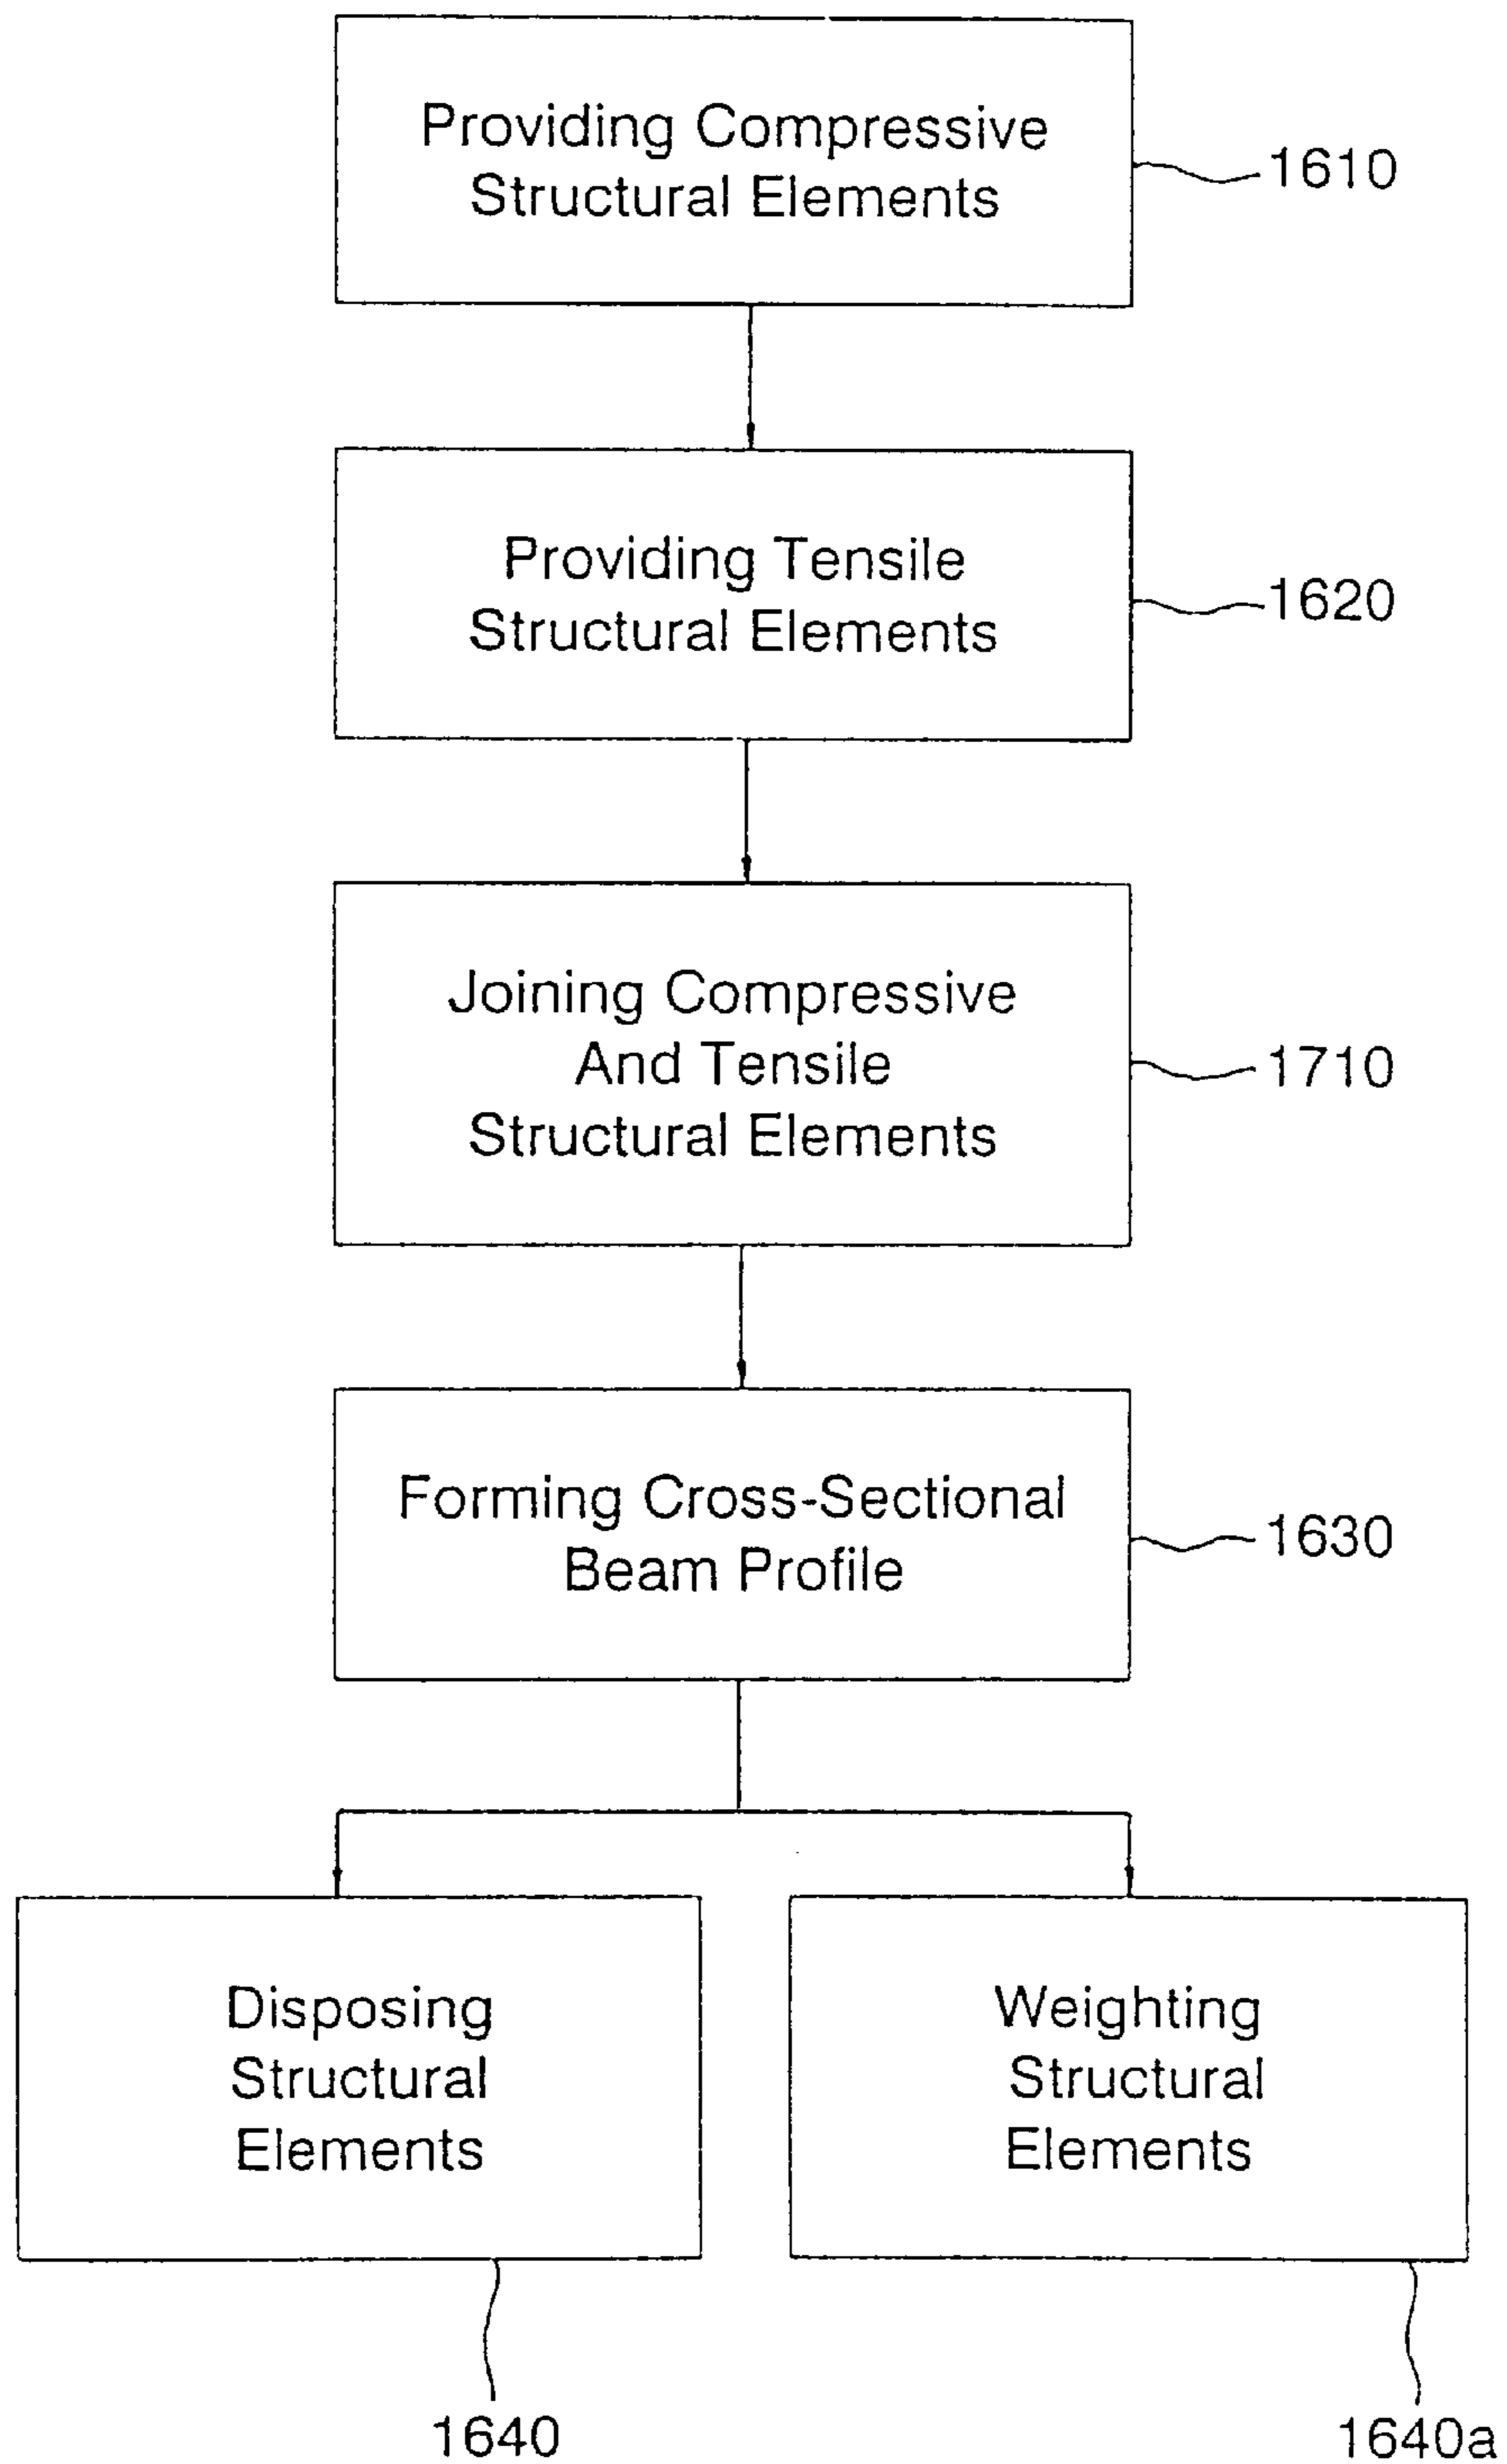 Providing Compressive
Structural Elements
1610
Providing Tensile
Structural Elements
1620
Joining Compressive
And Tensile
Structural Elements
1710
Forming Cross-Sectional
Beam Profile
1630
Disposing
Structural
Elements
Weighting
Structural
Elements
1640
1640a